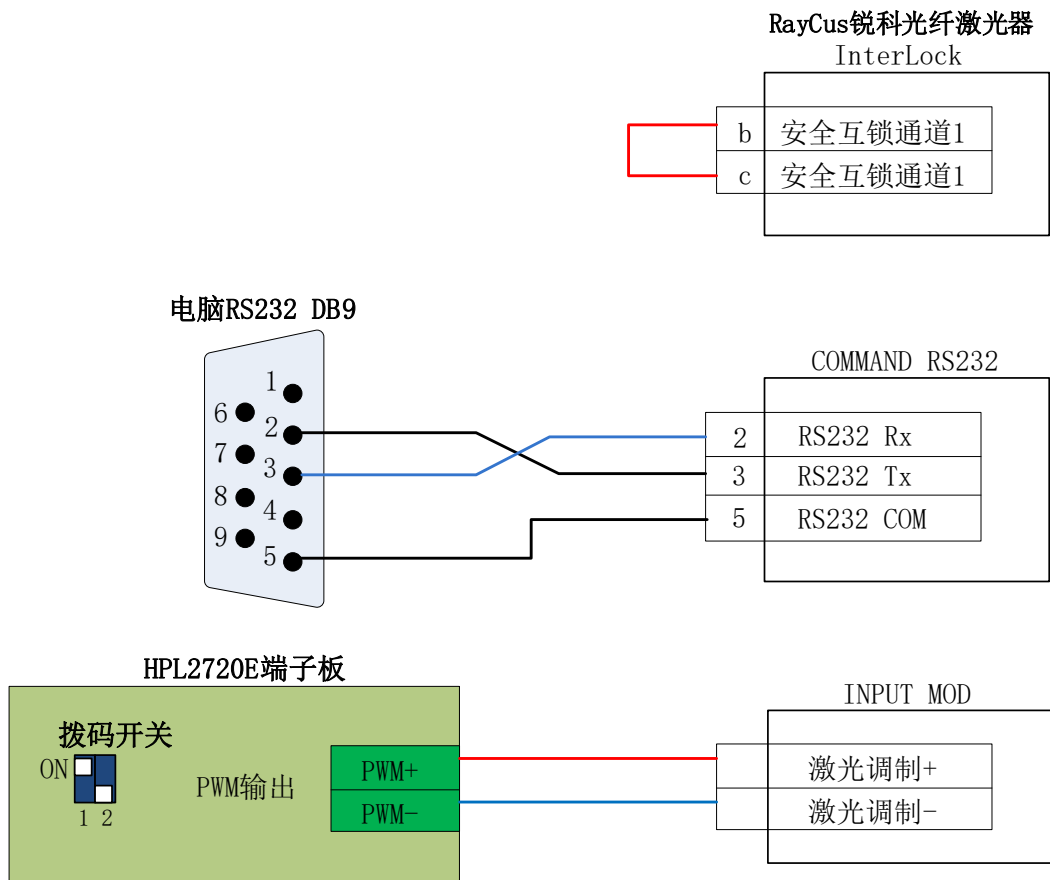 RayCus锐科光纤激光器
InterLock
b 安全互锁通道1
c 安全互锁通道1
电脑RS232 DB9
1
6
2
7
3
8
4
9
5
COMMAND RS232
2 RS232 Rx
3 RS232 Tx
5 RS232 COM
HPL2720E端子板
拨码开关
ON
1 2
PWM输出
PWM+
PWM-
INPUT MOD
激光调制+
激光调制-